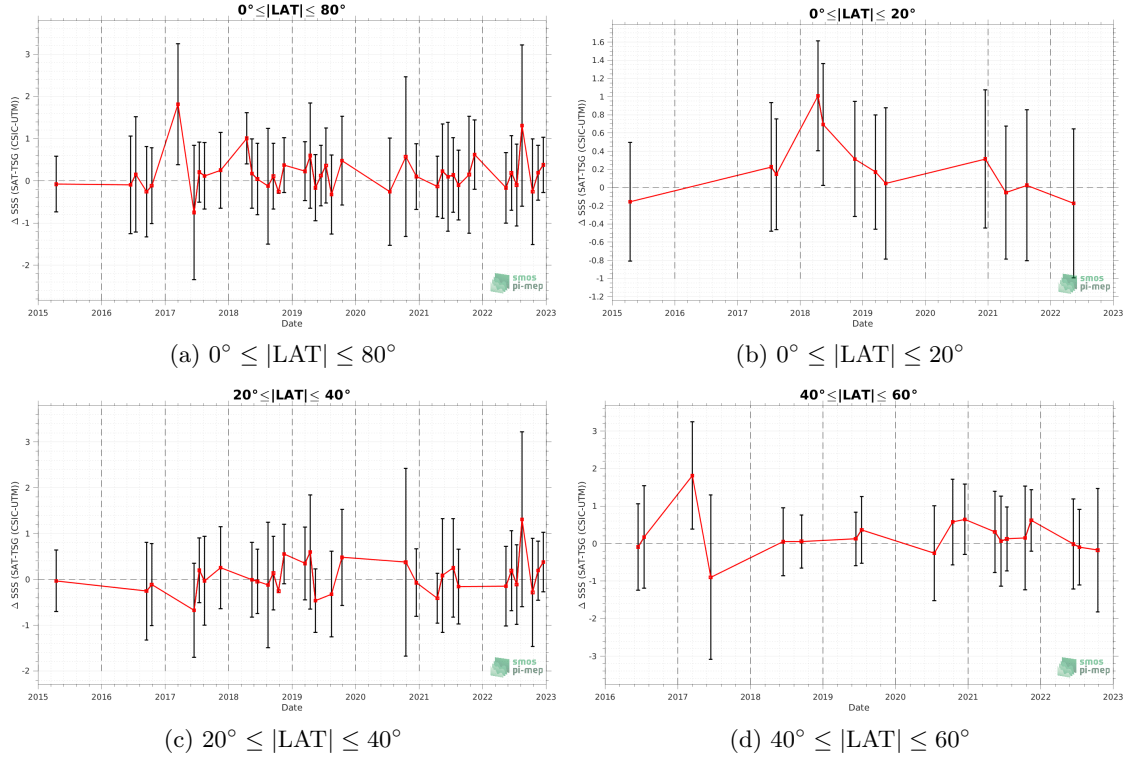 0°≤|LAT|≤ 80°
Δ SSS (SAT-TSG (CSIC-UTM))
3
2
1
0
-1
-2
2015 2016 2017 2018 2019 2020 2021 2022 2023
Date
smos
pi-mep
(a) 0° ≤ |LAT| ≤ 80°
0°≤|LAT|≤ 20°
Δ SSS (SAT-TSG (CSIC-UTM))
1.6
1.4
1.2
1
0.8
0.6
0.4
0.2
0
-0.2
-0.4
-0.6
-0.8
-1
-1.2
2015 2016 2017 2018 2019 2020 2021 2022 2023
Date
smos
pi-mep
(b) 0° ≤ |LAT| ≤ 20°
20°≤|LAT|≤ 40°
Δ SSS (SAT-TSG (CSIC-UTM))
3
2
1
0
-1
-2
2015 2016 2017 2018 2019 2020 2021 2022 2023
Date
smos
pi-mep
(c) 20° ≤ |LAT| ≤ 40°
40°≤|LAT|≤ 60°
Δ SSS (SAT-TSG (CSIC-UTM))
3
2
1
0
-1
-2
-3
2016 2017 2018 2019 2020 2021 2022 2023
Date
smos
pi-mep
(d) 40° ≤ |LAT| ≤ 60°